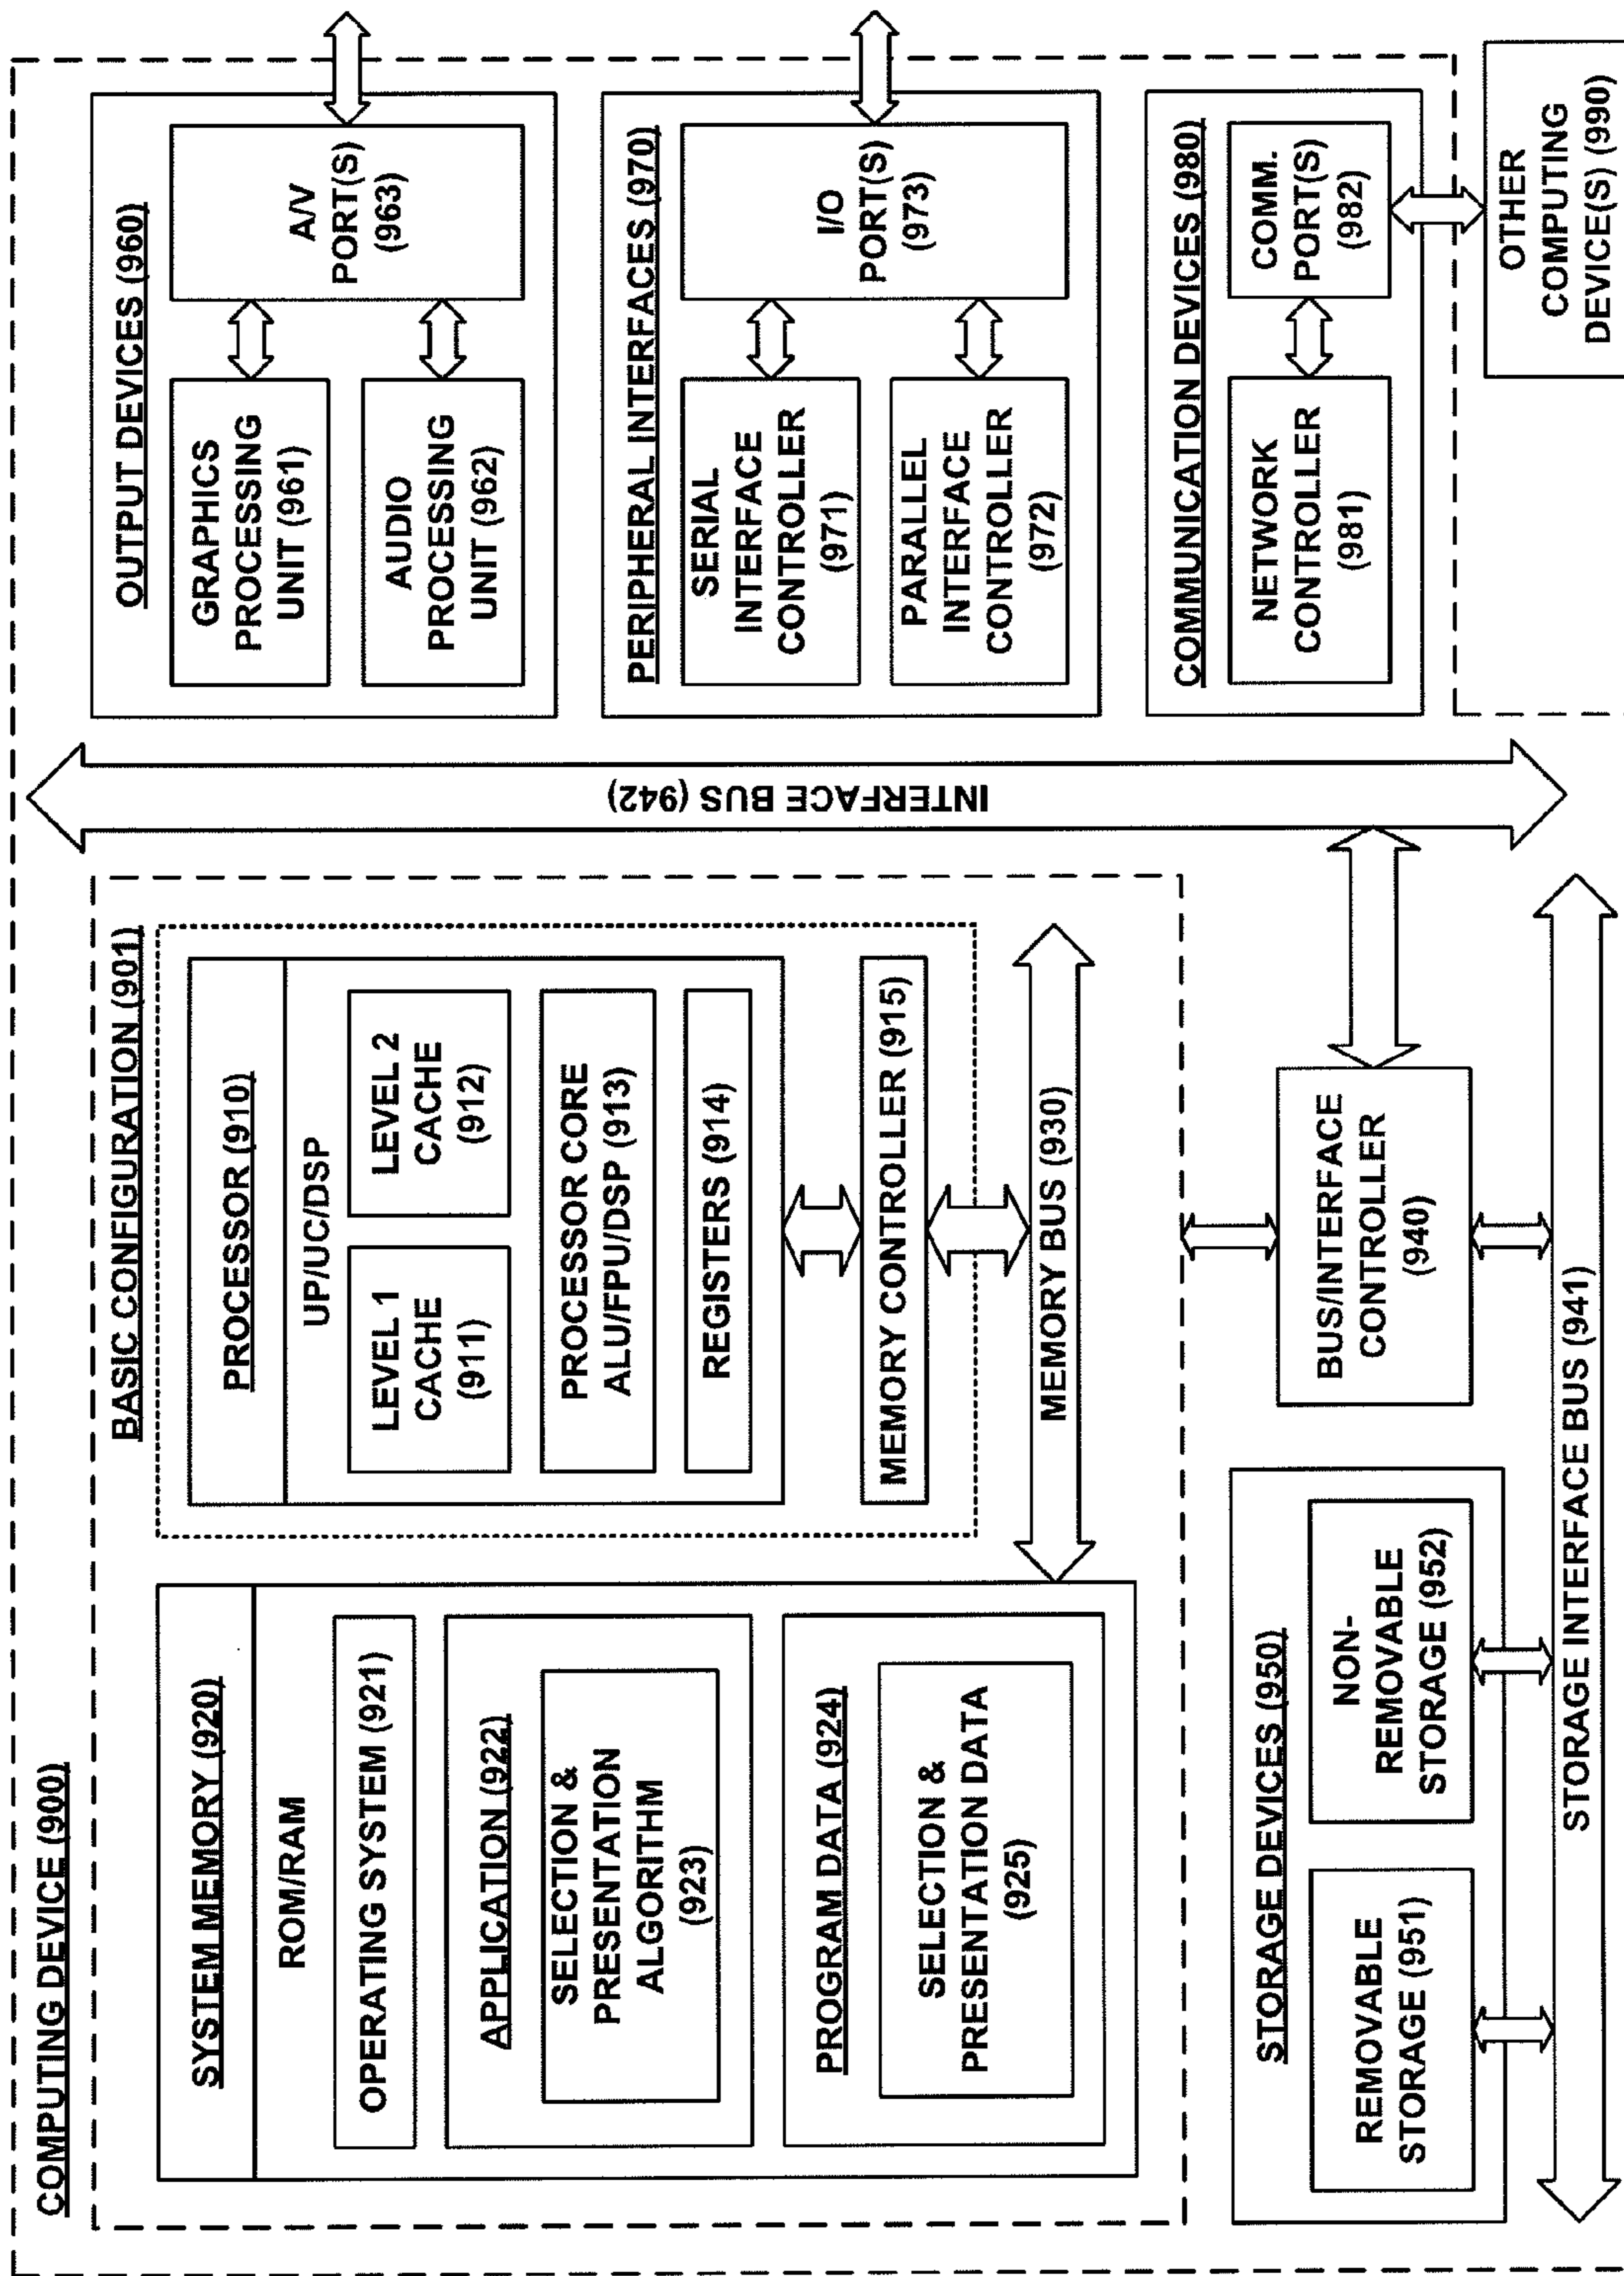 COMPUTING DEVICE (900)
BASIC CONFIGURATION (901)
SYSTEM MEMORY (920)
ROM/RAM
OPERATING SYSTEM (921)
APPLICATION (922)
SELECTION &
PRESENTATION
ALGORITHM
(923)
PROGRAM DATA (924)
SELECTION &
PRESENTATION DATA
(925)
PROCESSOR (910)
UP/UC/DSP
LEVEL 1
CACHE
(911)
LEVEL 2
CACHE
(912)
PROCESSOR CORE
ALU/FPU/DSP (913)
REGISTERS (914)
MEMORY CONTROLLER (915)
MEMORY BUS (930)
BUS/INTERFACE
CONTROLLER
(940)
STORAGE DEVICES (950)
REMOVABLE
STORAGE (951)
NON-
REMOVABLE
STORAGE (952)
STORAGE INTERFACE BUS (941)
INTERFACE BUS (942)
OUTPUT DEVICES (960)
GRAPHICS
PROCESSING
UNIT (961)
AUDIO
PROCESSING
UNIT (962)
A/V
PORT(S)
(963)
PERIPHERAL INTERFACES (970)
SERIAL
INTERFACE
CONTROLLER
(971)
PARALLEL
INTERFACE
CONTROLLER
(972)
I/O
PORT(S)
(973)
COMMUNICATION DEVICES (980)
NETWORK
CONTROLLER
(981)
COMM.
PORT(S)
(982)
OTHER
COMPUTING
DEVICE(S) (990)